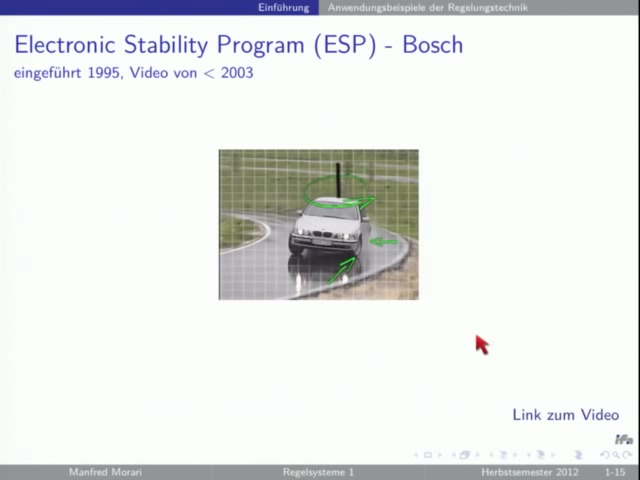 Einführung Anwendungsbeispiele der Regelungstechnik
Electronic Stability Program (ESP) - Bosch
eingeführt 1995, Video von < 2003
Link zum Video
ifa
Manfred Morari Regelsysteme 1 Herbstsemester 2012 1-15